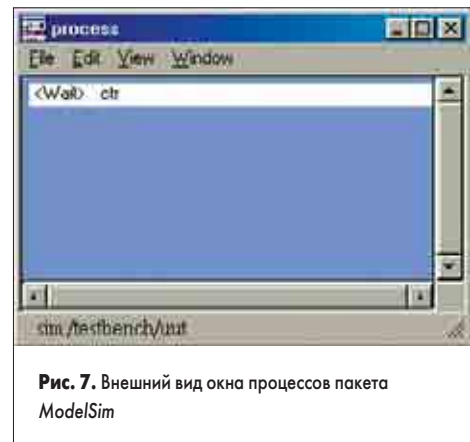 process
File Edit View Window
<Wait> ctr
sim:/testbench/uut
Рис. 7. Внешний вид окна процессов пакета
ModelSim